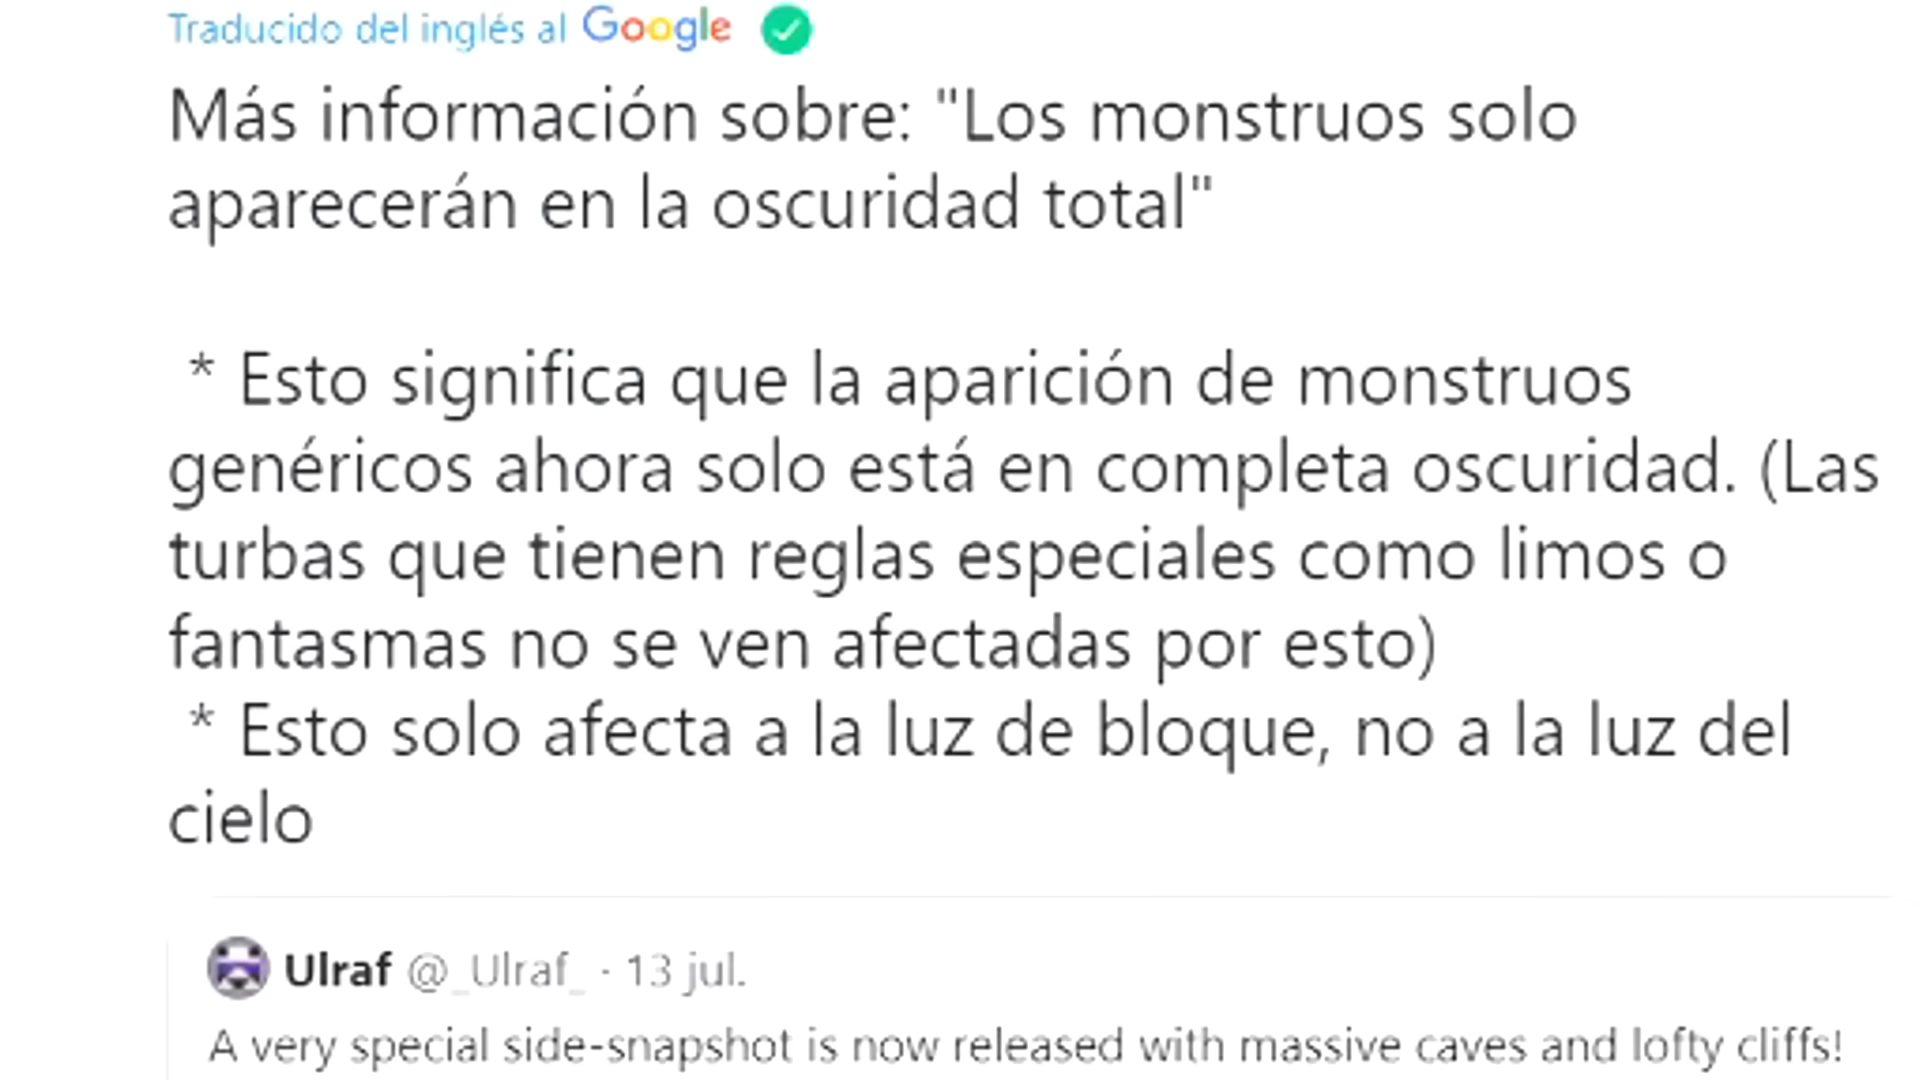 Traducido del inglés al Google
Más información sobre: "Los monstruos solo
aparecerán en la oscuridad total"
* Esto significa que la aparición de monstruos
genéricos ahora solo está en completa oscuridad. (Las
turbas que tienen reglas especiales como limos o
fantasmas no se ven afectadas por esto)
* Esto solo afecta a la luz de bloque, no a la luz del
cielo
Ulraf @_Ulraf_ · 13 jul.
A very special side-snapshot is now released with massive caves and lofty cliffs!